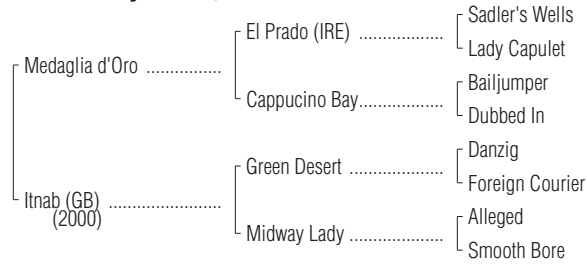 Sadler's Wells
El Prado (IRE) ..................
Lady Capulet
Medaglia d'Oro ................
Bailjumper
Cappucino Bay..................
Dubbed In
Danzig
Green Desert ....................
Foreign Courier
Itnab (GB) ........................
(2000)
Alleged
Midway Lady ....................
Smooth Bore